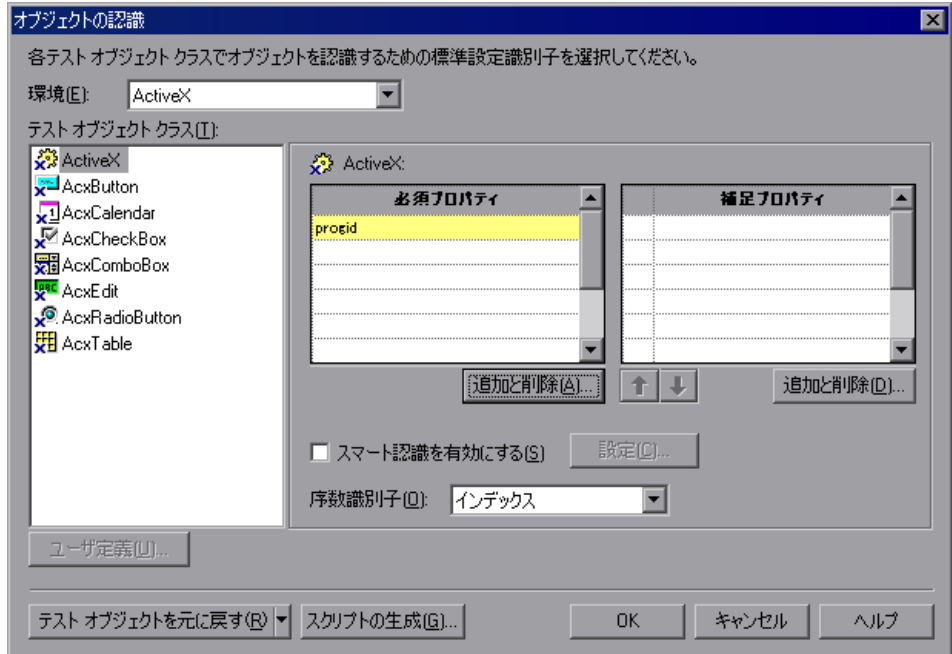 オブジェクトの認識
各テスト オブジェクト クラスでオブジェクトを認識するための標準設定識別子を選択してください。
環境(E):
ActiveX
テスト オブジェクト クラス(T):
ActiveX
AcxButton
AcxCalendar
AcxCheckBox
AcxComboBox
AcxEdit
AcxRadioButton
AcxTable
ActiveX:
必須プロパティ
補足プロパティ
progid
追加と削除(A)...
追加と削除(D)...
スマート認識を有効にする(S)
設定(C)...
序数識別子(O):
インデックス
ユーザ定義(U)...
テスト オブジェクトを元に戻す(R)
スクリプトの生成(G)...
OK
キャンセル
ヘルプ